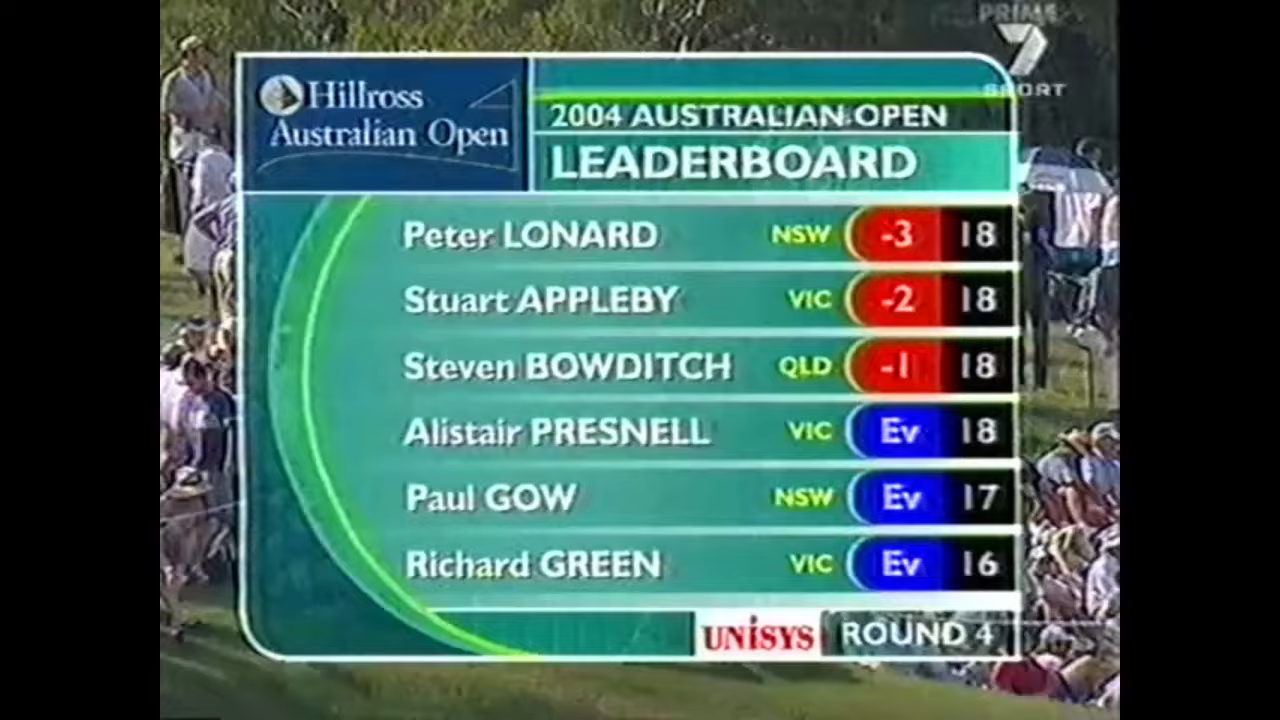 PRIME
7
SPORT
Hillross
Australian Open
2004 AUSTRALIAN OPEN
LEADERBOARD
Peter LONARD NSW -3 18
Stuart APPLEBY VIC -2 18
Steven BOWDITCH QLD -1 18
Alistair PRESNELL VIC Ev 18
Paul GOW NSW Ev 17
Richard GREEN VIC Ev 16
UNiSYS ROUND 4